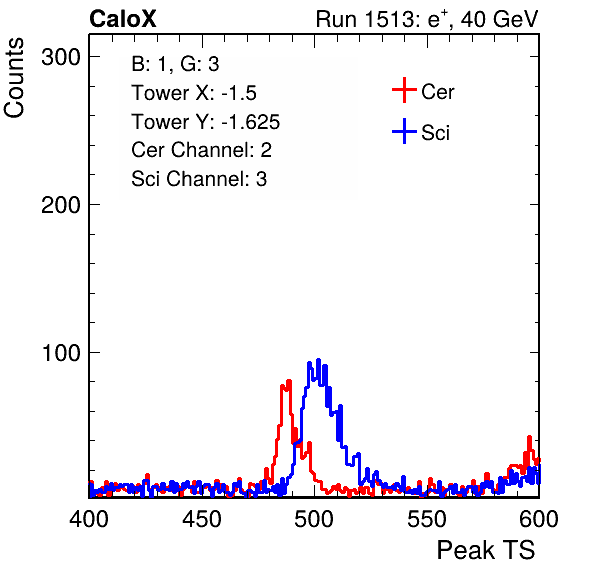 CaloX Run 1513: e+, 40 GeV
Counts
300
200
100
B: 1, G: 3
Tower X: -1.5
Tower Y: -1.625
Cer Channel: 2
Sci Channel: 3
Cer
Sci
400 450 500 550 600
Peak TS